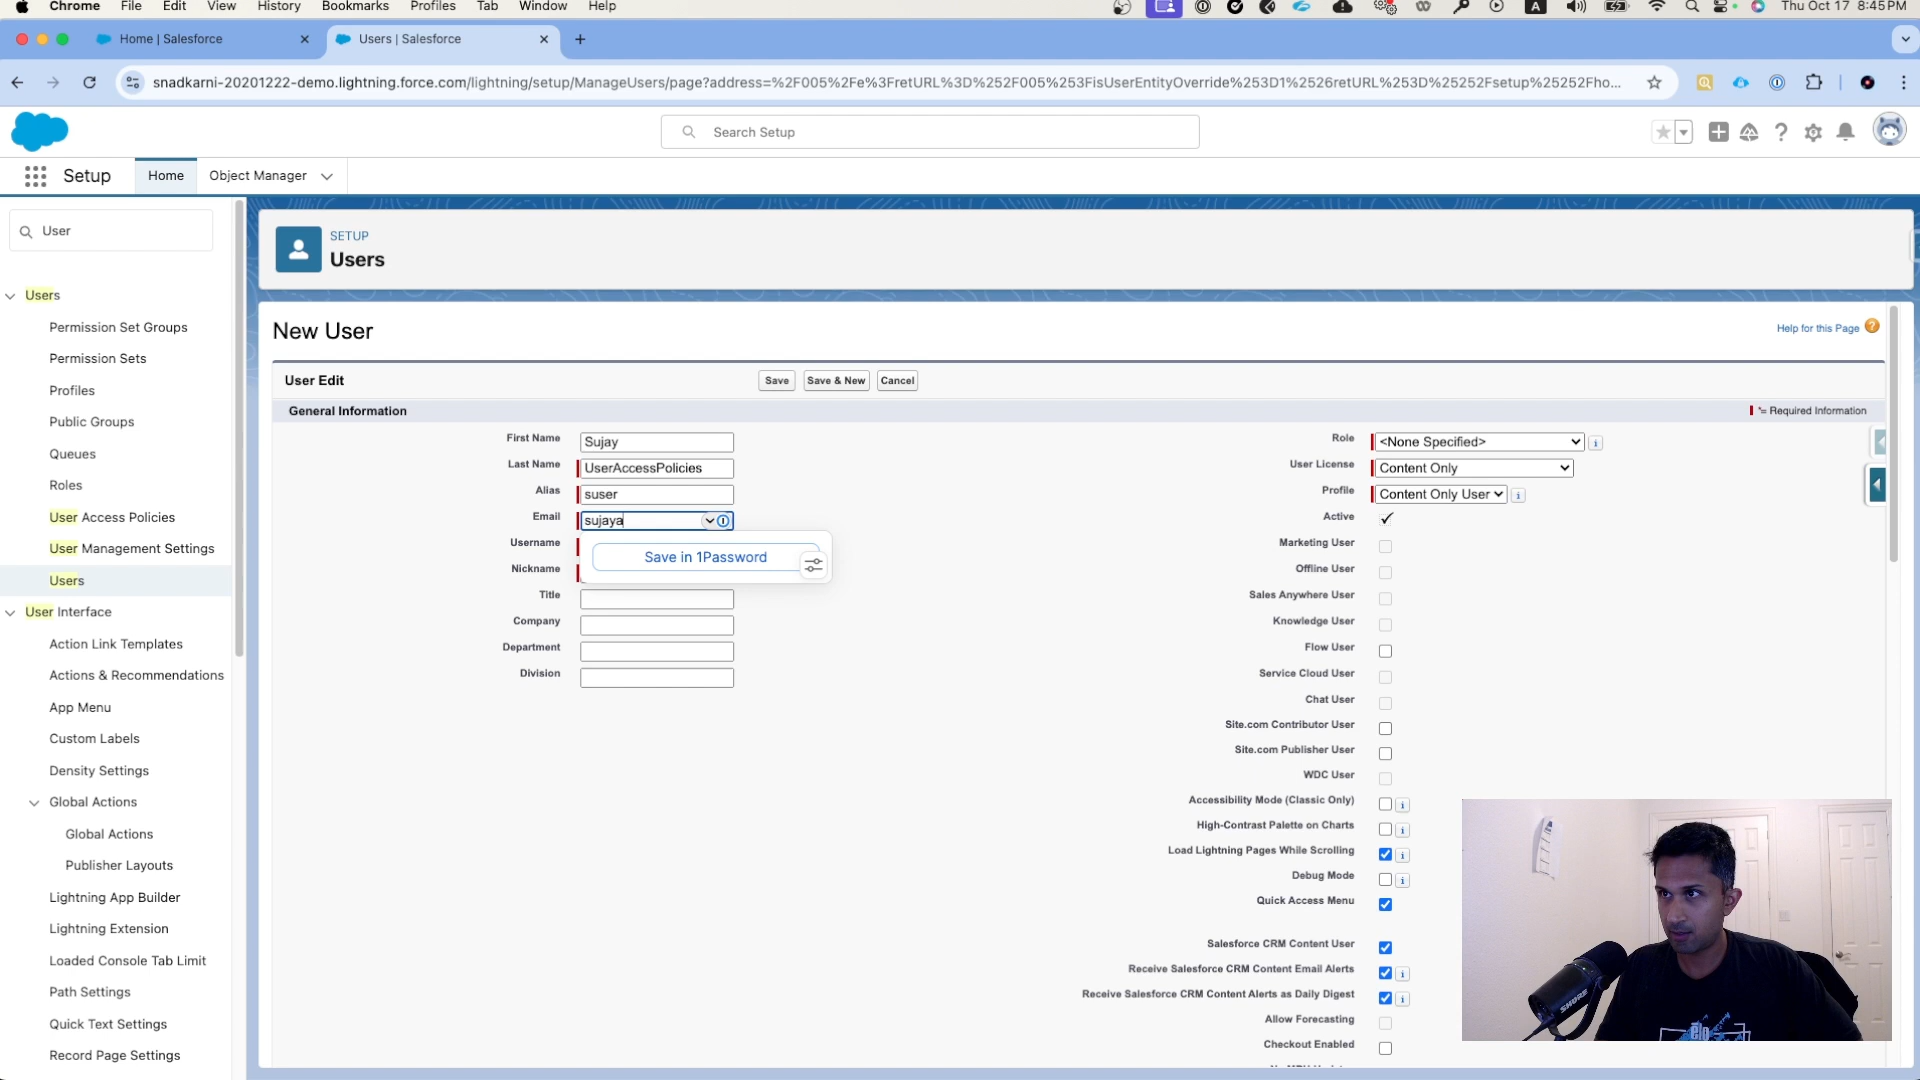 Chrome File Edit View History Bookmarks Profiles Tab Window Help
Thu Oct 17 8:45 PM
Home | Salesforce
Users | Salesforce
snadkarni-20201222-demo.lightning.force.com/lightning/setup/ManageUsers/page?address=%2F005%2Fe%3FretURL%3D%252F005%253FisUserEntityOverride%253D1%2526retURL%253D%25252Fsetup%25252Fho...
Search Setup
Setup
Home
Object Manager
User
SETUP
Users
Users
Permission Set Groups
Permission Sets
Profiles
Public Groups
Queues
Roles
User Access Policies
User Management Settings
Users
User Interface
Action Link Templates
Actions & Recommendations
App Menu
Custom Labels
Density Settings
Global Actions
Global Actions
Publisher Layouts
Lightning App Builder
Lightning Extension
Loaded Console Tab Limit
Path Settings
Quick Text Settings
Record Page Settings
New User
Help for this Page
User Edit
Save
Save & New
Cancel
General Information
= Required Information
First Name Sujay
Last Name UserAccessPolicies
Alias suser
Email sujaya
Username
Save in 1Password
Nickname
Title
Company
Department
Division
Role <None Specified>
User License Content Only
Profile Content Only User
Active
Marketing User
Offline User
Sales Anywhere User
Knowledge User
Flow User
Service Cloud User
Chat User
Site.com Contributor User
Site.com Publisher User
WDC User
Accessibility Mode (Classic Only)
High-Contrast Palette on Charts
Load Lightning Pages While Scrolling
Debug Mode
Quick Access Menu
Salesforce CRM Content User
Receive Salesforce CRM Content Email Alerts
Receive Salesforce CRM Content Alerts as Daily Digest
Allow Forecasting
Checkout Enabled
SHURE